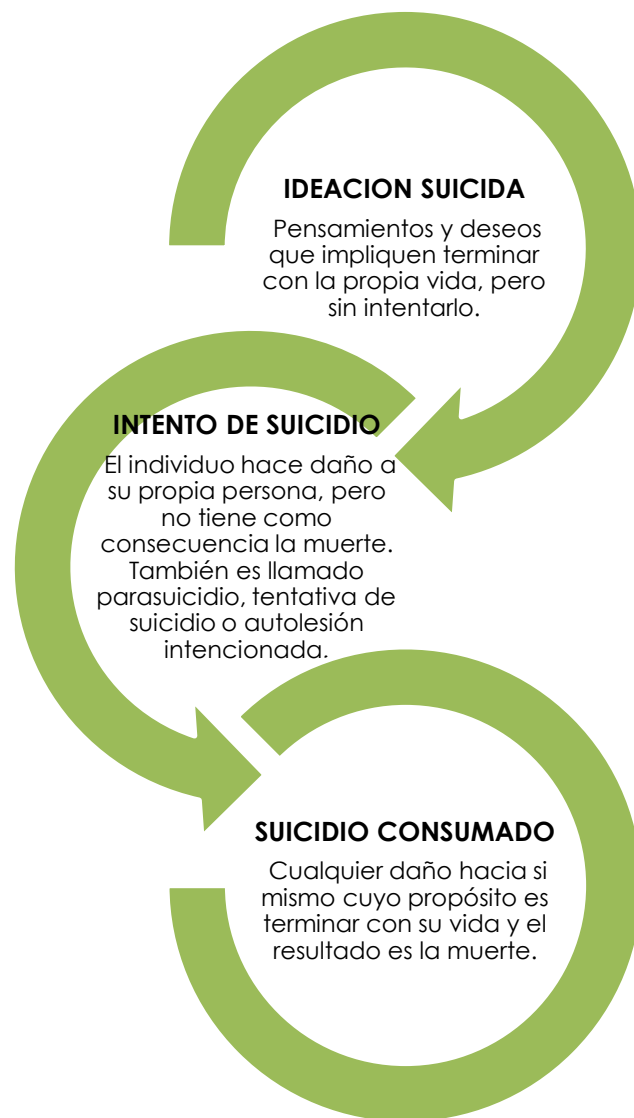 IDEACION SUICIDA
Pensamientos y deseos
que impliquen terminar
con la propia vida, pero
sin intentarlo.
INTENTO DE SUICIDIO
El individuo hace daño a
su propia persona, pero
no tiene como
consecuencia la muerte.
También es llamado
parasuicidio, tentativa de
suicidio o autolesión
intencionada.
SUICIDIO CONSUMADO
Cualquier daño hacia si
mismo cuyo propósito es
terminar con su vida y el
resultado es la muerte.